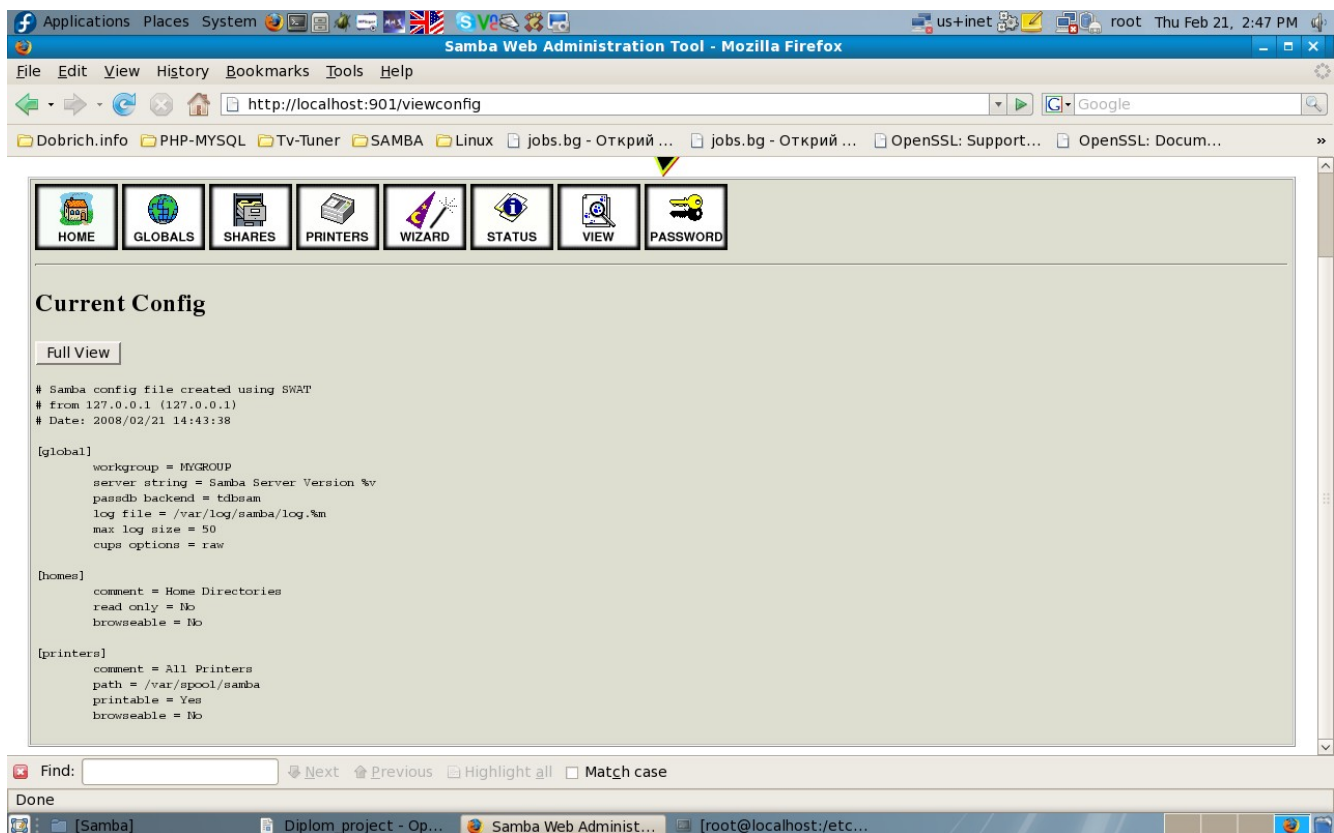 Applications Places System us+inet root Thu Feb 21, 2:47 PM
Samba Web Administration Tool - Mozilla Firefox
File Edit View History Bookmarks Tools Help
http://localhost:901/viewconfig G Google
Dobrich.info PHP-MYSQL Tv-Tuner SAMBA Linux jobs.bg - Открий ... jobs.bg - Открий ... OpenSSL: Support... OpenSSL: Docum... »
HOME GLOBALS SHARES PRINTERS WIZARD STATUS VIEW PASSWORD
Current Config
Full View
# Samba config file created using SWAT
# from 127.0.0.1 (127.0.0.1)
# Date: 2008/02/21 14:43:38
[global]
workgroup = MYGROUP
server string = Samba Server Version %v
passdb backend = tdbsam
log file = /var/log/samba/log.%m
max log size = 50
cups options = raw
[homes]
comment = Home Directories
read only = No
browseable = No
[printers]
comment = All Printers
path = /var/spool/samba
printable = Yes
browseable = No
Find: Next Previous Highlight all Match case
Done
[Samba] Diplom_project - Op... Samba Web Administ... [root@localhost:/etc...